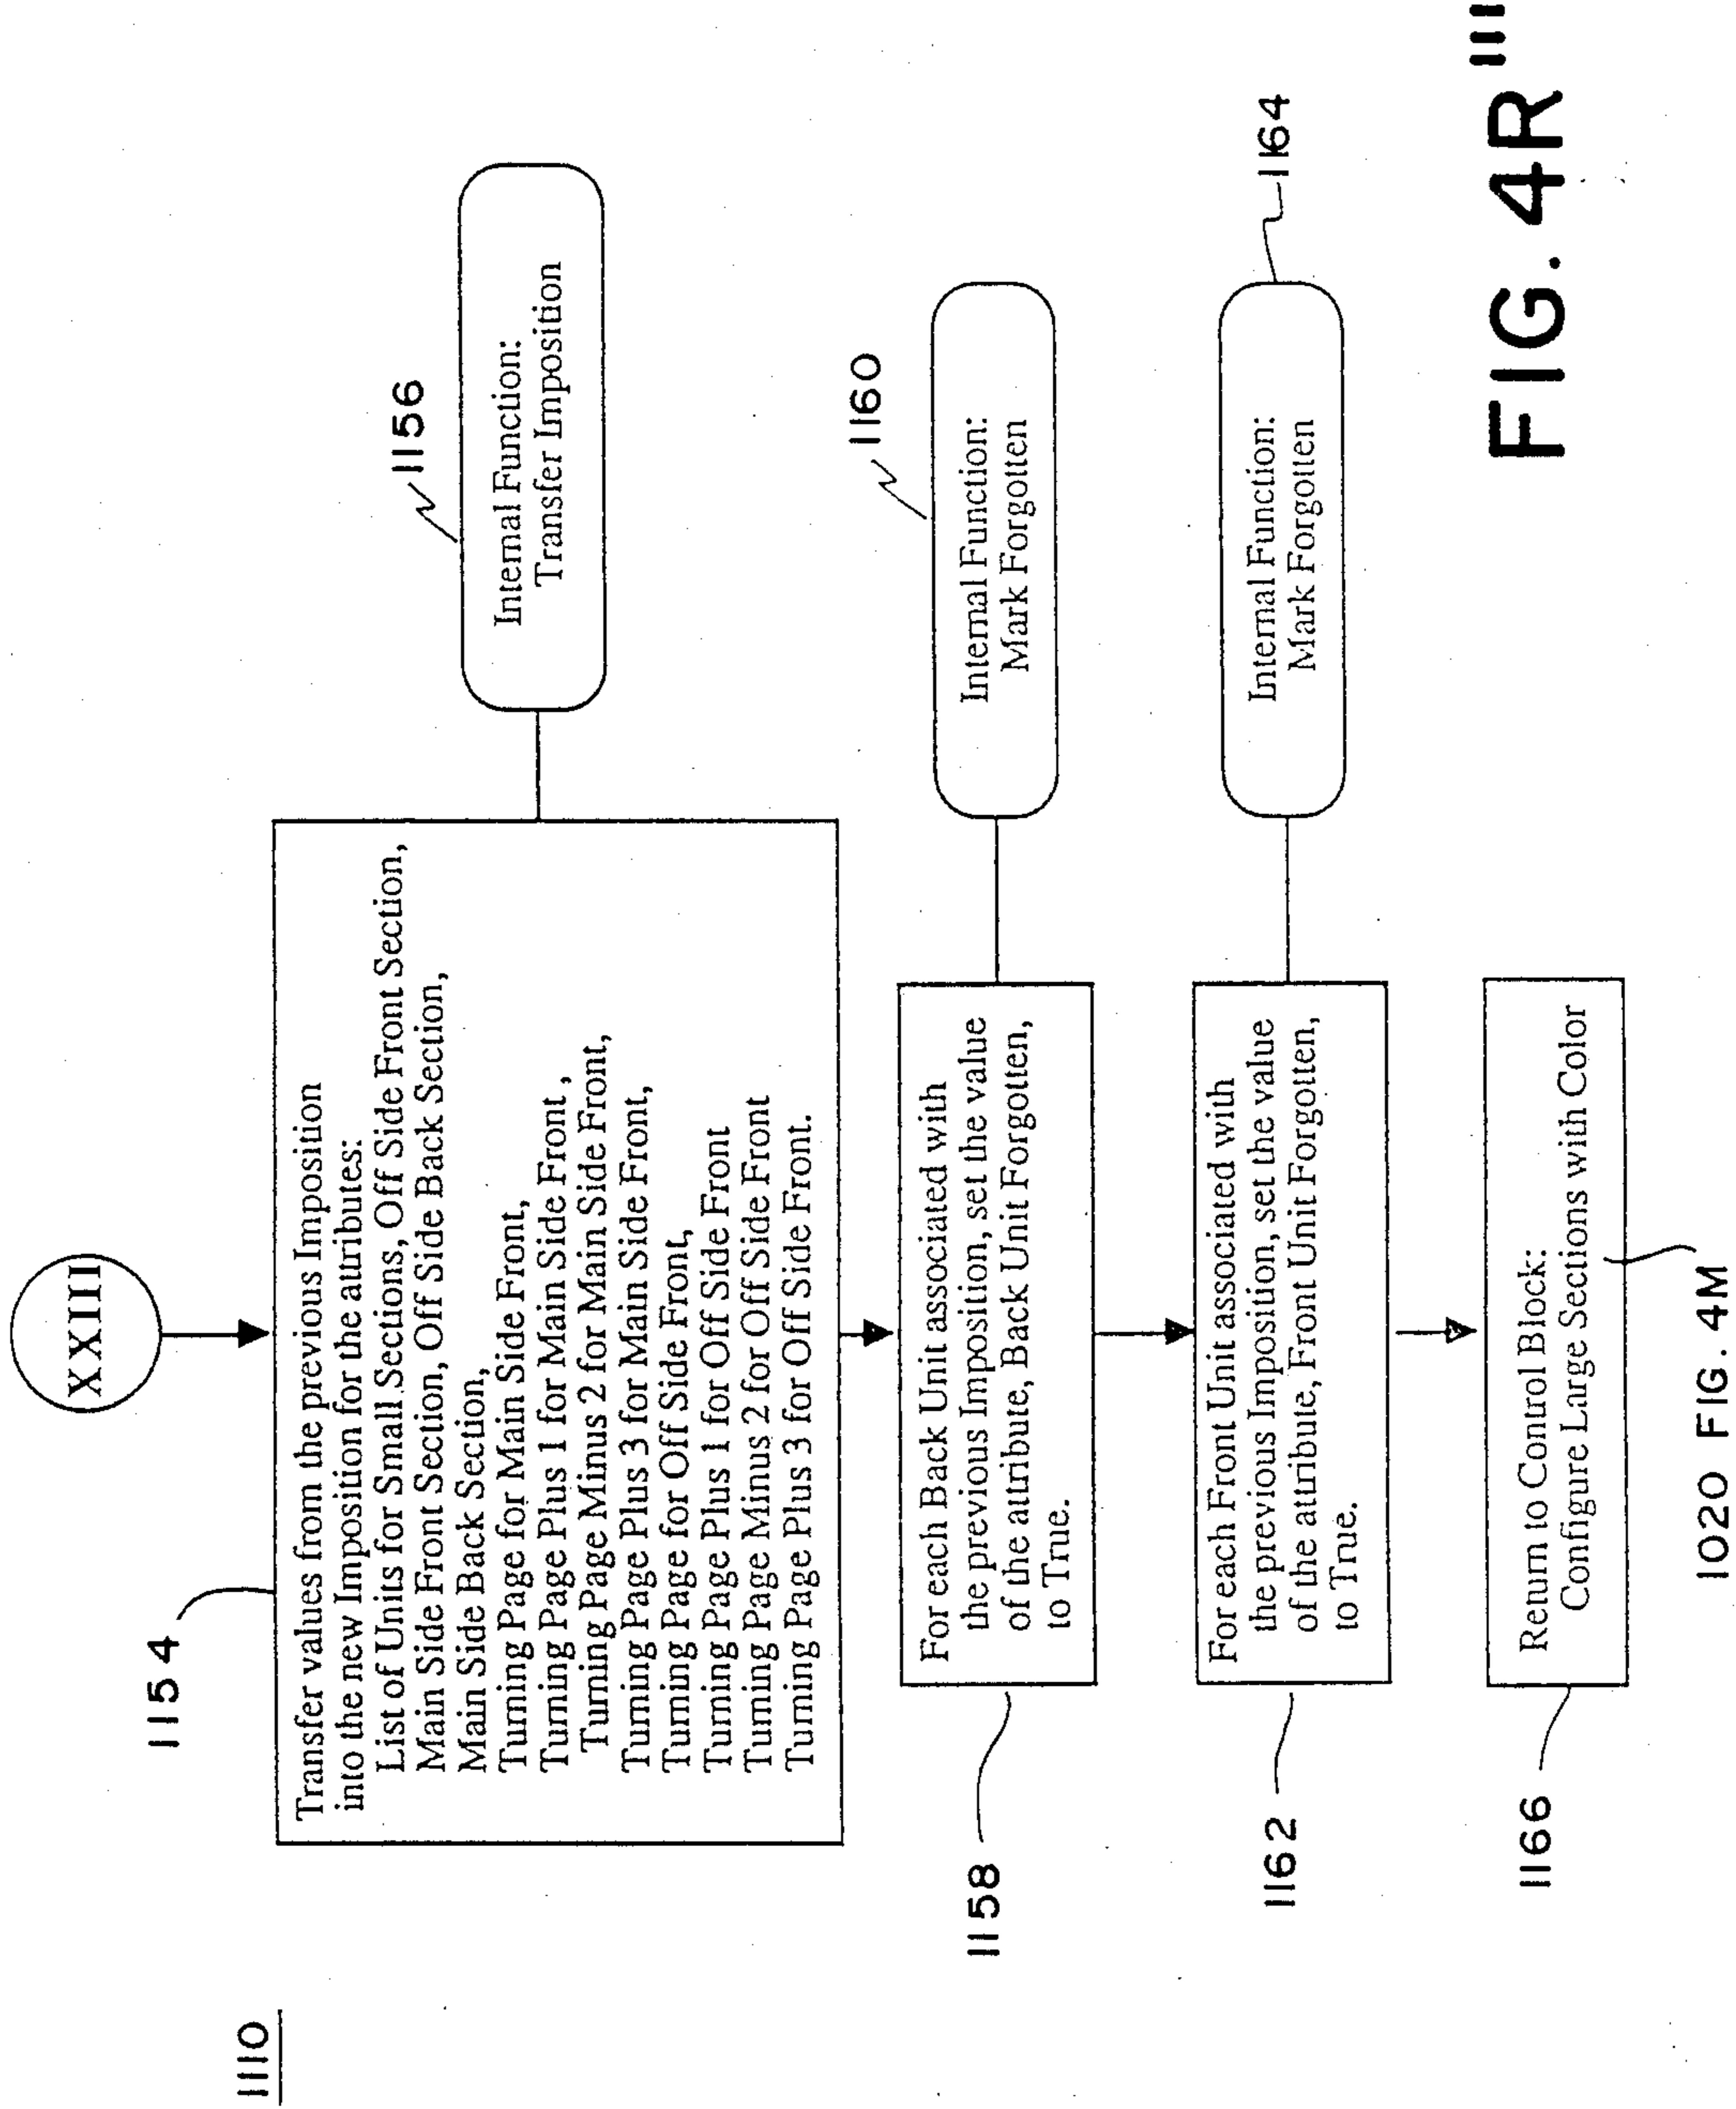 1110
XXIII
1154
Transfer values from the previous Imposition
into the new Imposition for the attributes:
List of Units for Small Sections, Off Side Front Section,
Main Side Front Section, Off Side Back Section,
Main Side Back Section,
Turning Page for Main Side Front,
Turning Page Plus 1 for Main Side Front ,
Turning Page Minus 2 for Main Side Front,
Turning Page Plus 3 for Main Side Front,
Turning Page for Off Side Front,
Turning Page Plus 1 for Off Side Front
Turning Page Minus 2 for Off Side Front
Turning Page Plus 3 for Off Side Front.
1156
Internal Function:
Transfer Imposition
1158
For each Back Unit associated with
the previous Imposition, set the value
of the attribute, Back Unit Forgotten,
to True.
1160
Internal Function:
Mark Forgotten
1162
For each Front Unit associated with
the previous Imposition, set the value
of the attribute, Front Unit Forgotten,
to True.
1164
Internal Function:
Mark Forgotten
1166
Return to Control Block:
Configure Large Sections with Color
1020 FIG. 4M
FIG. 4R'''